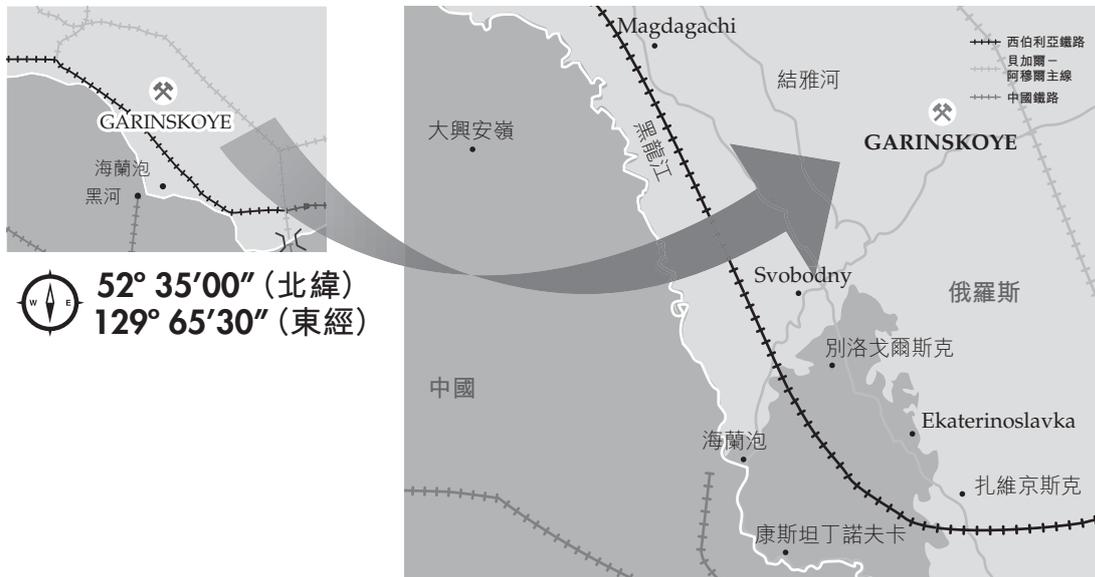 GARINSKOYE
海蘭泡
黑河
W E
52° 35′00″（北緯）
129° 65′30″（東經）
Magdagachi
西伯利亞鐵路
貝加爾－
阿穆爾主線
中國鐵路
結雅河
大興安嶺
黑龍江
GARINSKOYE
Svobodny
俄羅斯
別洛戈爾斯克
中國
Ekaterinoslavka
海蘭泡
扎維京斯克
康斯坦丁諾夫卡